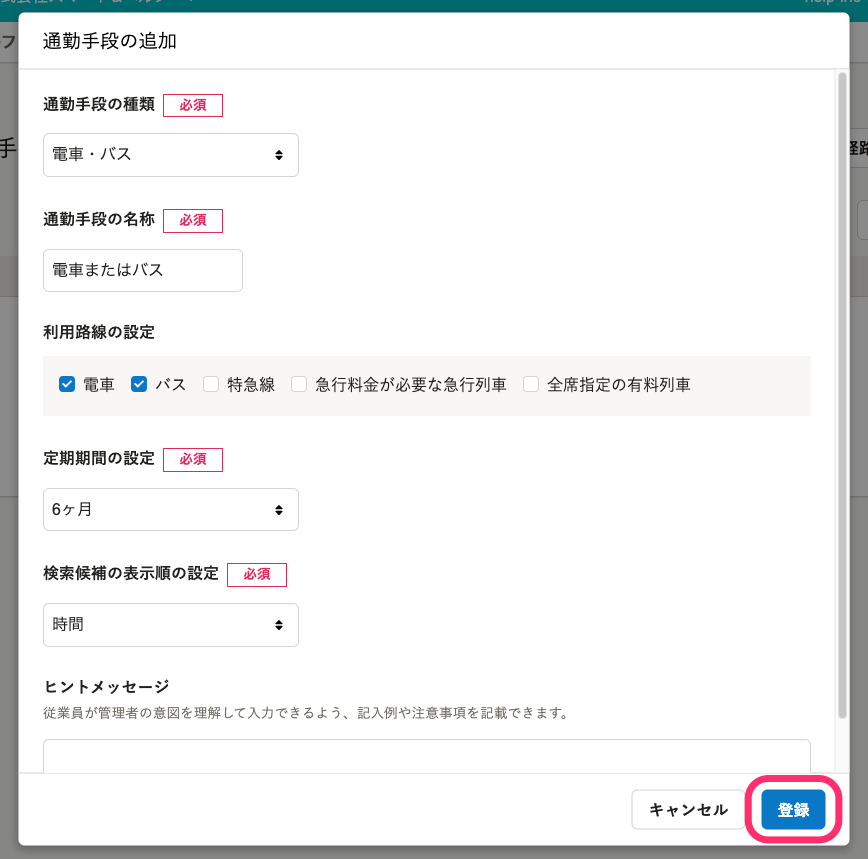 通勤手段の追加
通勤手段の種類 必須
電車・バス
通勤手段の名称 必須
電車またはバス
利用路線の設定
電車 バス 特急線 急行料金が必要な急行列車 全席指定の有料列車
定期期間の設定 必須
6ヶ月
検索候補の表示順の設定 必須
時間
ヒントメッセージ
従業員が管理者の意図を理解して入力できるよう、記入例や注意事項を記載できます。
キャンセル 登録